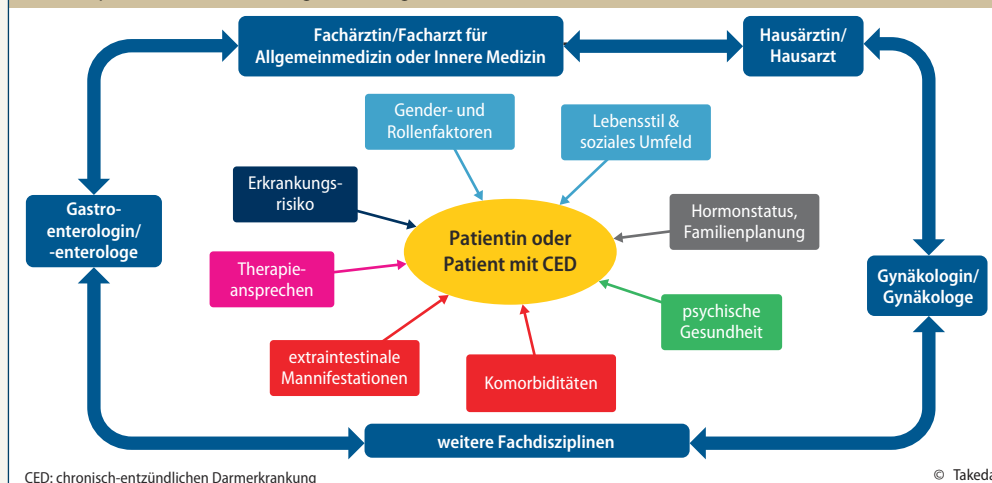 Fachärztin/Facharzt für
Allgemeinmedizin oder Innere Medizin
Hausärztin/
Hausarzt
Gender- und
Rollenfaktoren
Lebensstil &
soziales Umfeld
Erkrankungs-
risiko
Hormonstatus,
Familienplanung
Gastro-
enterologin/
-enterologe
Patientin oder
Patient mit CED
Therapie-
ansprechen
Gynäkologin/
Gynäkologe
psychische
Gesundheit
extraintestinale
Mannifestationen
Komorbiditäten
weitere Fachdisziplinen
CED: chronisch-entzündlichen Darmerkrankung
© Takeda